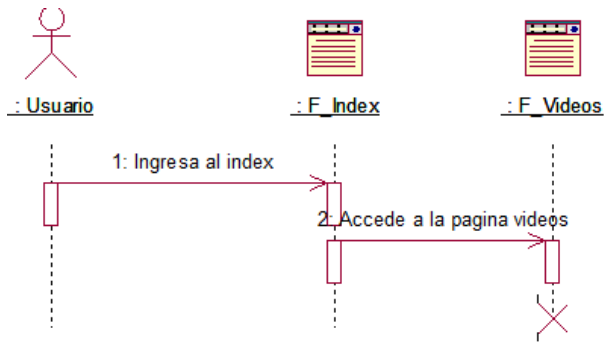 : Usuario
: F_Index
: F_Videos
1: Ingresa al index
2: Accede a la pagina videos